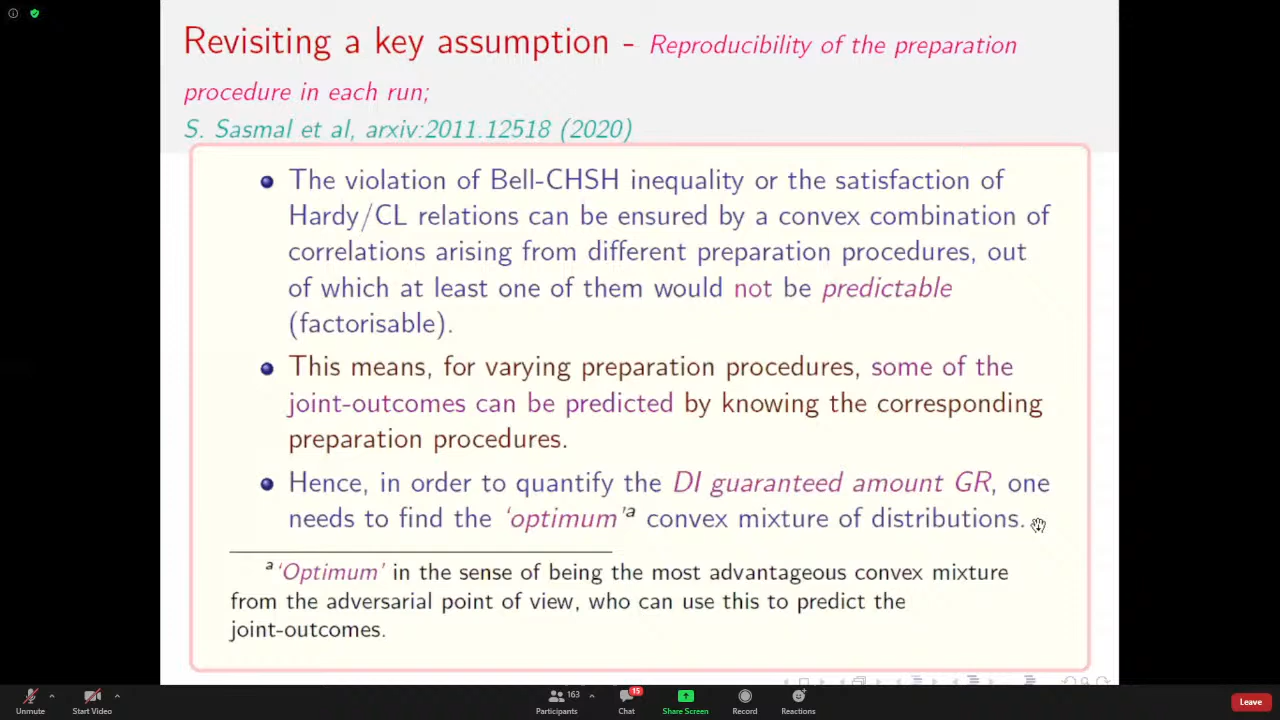 Revisiting a key assumption - Reproducibility of the preparation
procedure in each run;
S. Sasmal et al, arxiv:2011.12518 (2020)
The violation of Bell-CHSH inequality or the satisfaction of
Hardy/CL relations can be ensured by a convex combination of
correlations arising from different preparation procedures, out
of which at least one of them would not be predictable
(factorisable).
This means, for varying preparation procedures, some of the
joint-outcomes can be predicted by knowing the corresponding
preparation procedures.
Hence, in order to quantify the DI guaranteed amount GR, one
needs to find the 'optimum'a convex mixture of distributions.
a 'Optimum' in the sense of being the most advantageous convex mixture
from the adversarial point of view, who can use this to predict the
joint-outcomes.
Unmute
Start Video
163
Participants
15
Chat
Share Screen
Record
Reactions
Leave